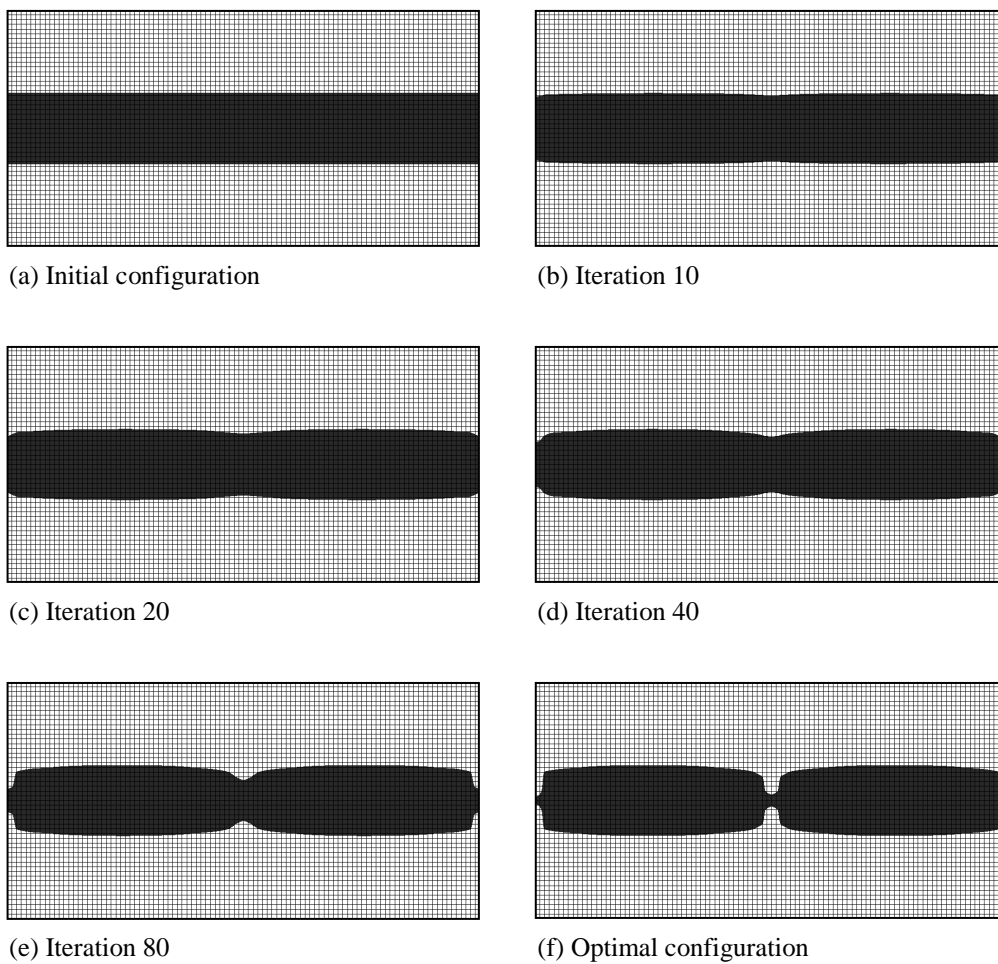 (a) Initial configuration
(b) Iteration 10
(c) Iteration 20
(d) Iteration 40
(e) Iteration 80
(f) Optimal configuration